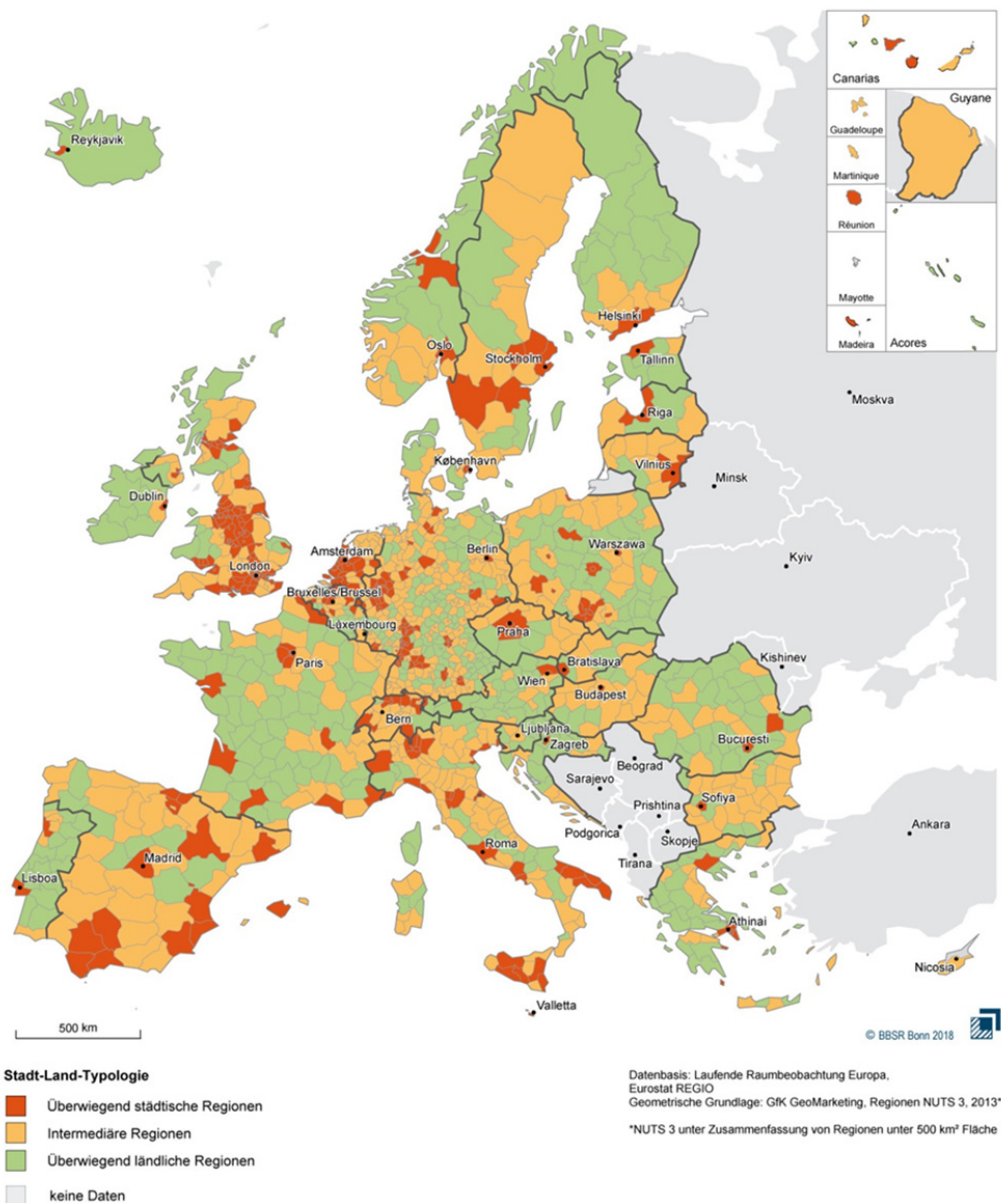 Canarias
Guyane
Guadeloupe
Martinique
Réunion
Mayotte
Madeira
Acores
Reykjavik
Helsinki
Oslo
Stockholm
Tallinn
Moskva
Riga
København
Vilnius
Minsk
Dublin
Amsterdam
Berlin
Warszawa
London
Kyiv
Bruxelles/Brüssel
Luxembourg
Praha
Paris
Bratislava
Kishinev
Wien
Budapest
Bern
Ljubljana
Zagreb
Bucuresti
Beograd
Sarajevo
Prishtina
Sofiya
Podgorica
Skopje
Ankara
Roma
Tirana
Madrid
Lisboa
Athinai
Nicosia
Valletta
500 km
© BBSR Bonn 2018
Stadt-Land-Typologie
Überwiegend städtische Regionen
Intermediäre Regionen
Überwiegend ländliche Regionen
keine Daten
Datenbasis: Laufende Raumbeobachtung Europa,
Eurostat REGIO
Geometrische Grundlage: GfK GeoMarketing, Regionen NUTS 3, 2013*
*NUTS 3 unter Zusammenfassung von Regionen unter 500 km² Fläche